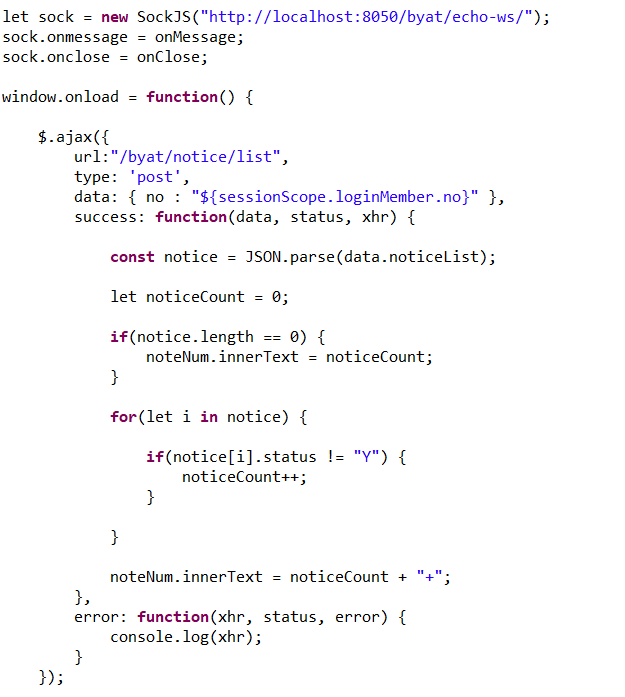 let sock = new SockJS("http://localhost:8050/byat/echo-ws/");
sock.onmessage = onMessage;
sock.onclose = onClose;
window.onload = function() {
$.ajax({
url:"/byat/notice/list",
type: 'post',
data: { no : "${sessionScope.loginMember.no}" },
success: function(data, status, xhr) {
const notice = JSON.parse(data.noticeList);
let noticeCount = 0;
if(notice.length == 0) {
noteNum.innerText = noticeCount;
}
for(let i in notice) {
if(notice[i].status != "Y") {
noticeCount++;
}
}
noteNum.innerText = noticeCount + "+";
},
error: function(xhr, status, error) {
console.log(xhr);
}
});